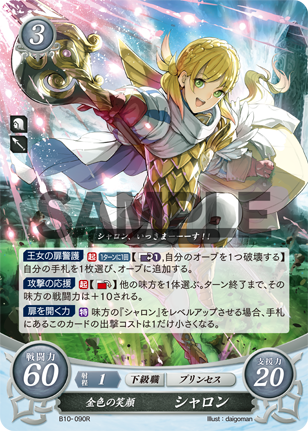 3
SAMPLE
シャロン、いっきまーーーす!!
王女の扉警護 起 1ターンに1回 [1,自分のオーブを1つ破壊する]
自分の手札を1枚選び、オーブに追加する。
攻撃の応援 起 [] 他の味方を1体選ぶ。ターン終了まで、その
味方の戦闘力は+10される。
扉を開く力 特 味方の『シャロン』をレベルアップさせる場合、手札
にあるこのカードの出撃コストは1だけ小さくなる。
戦闘力
60
射程 1 下級職 プリンセス
支援力
20
金色の笑顔 シャロン
B10-090R
Illust:daigoman